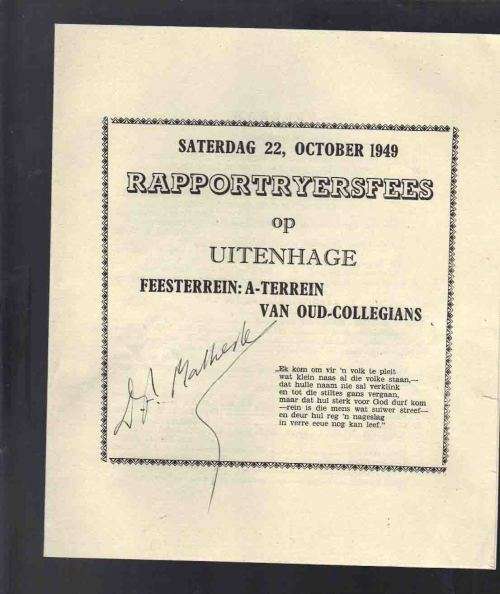 SATERDAG 22, OCTOBER 1949
RAPPORTRYERSFEES
op
UITENHAGE
FEESTERREIN: A-TERREIN
VAN OUD-COLLEGIANS
„Ek kom om vir 'n volk te pleit
wat klein naas al die volke staan,—
dat hulle naam nie sal verklink
en tot die stiltes gans vergaan,
maar dat hul sterk voor God durf kom
—rein is die mens wat suiwer streef—
en deur hul reg 'n nageslag
in verre eeue nog kan leef.”